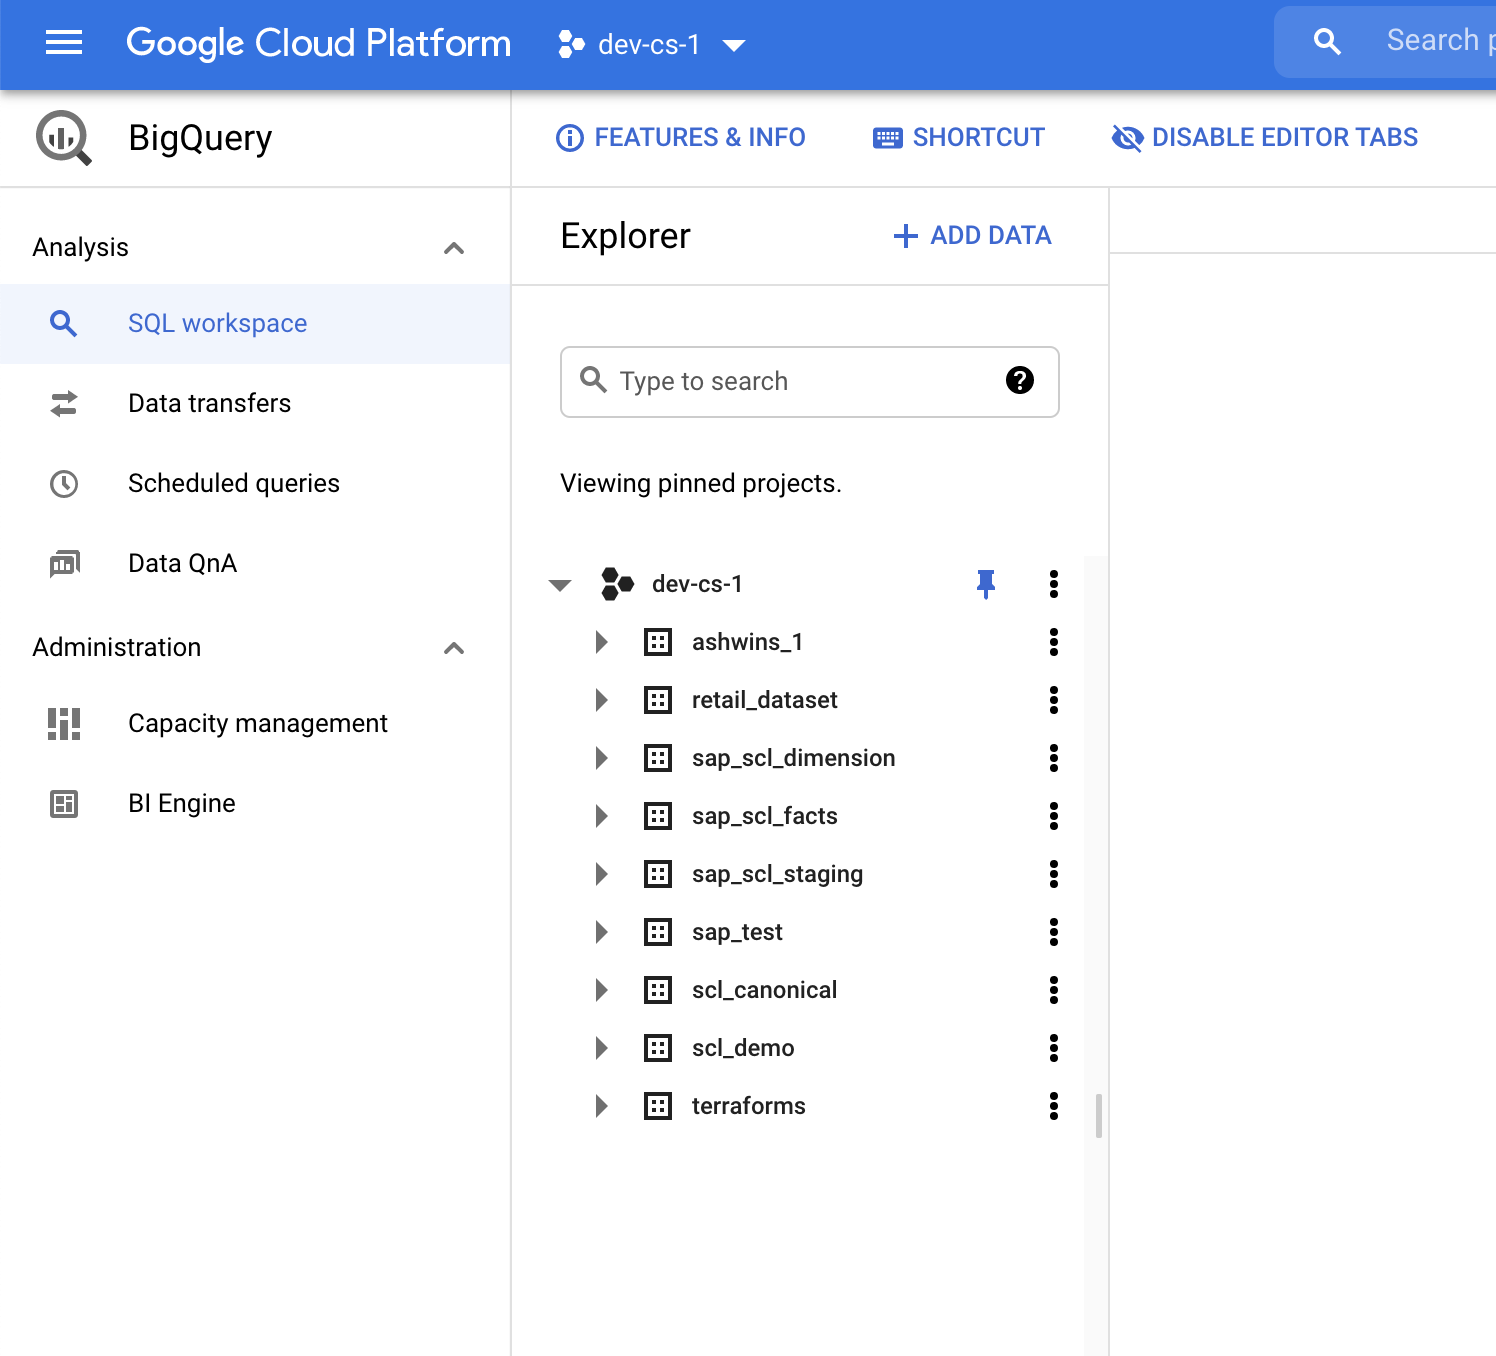 Google Cloud Platform
dev-cs-1
Search
BigQuery
FEATURES & INFO
SHORTCUT
DISABLE EDITOR TABS
Analysis
SQL workspace
Data transfers
Scheduled queries
Data QnA
Administration
Capacity management
BI Engine
Explorer
ADD DATA
Type to search
Viewing pinned projects.
dev-cs-1
ashwins_1
retail_dataset
sap_scl_dimension
sap_scl_facts
sap_scl_staging
sap_test
scl_canonical
scl_demo
terraforms